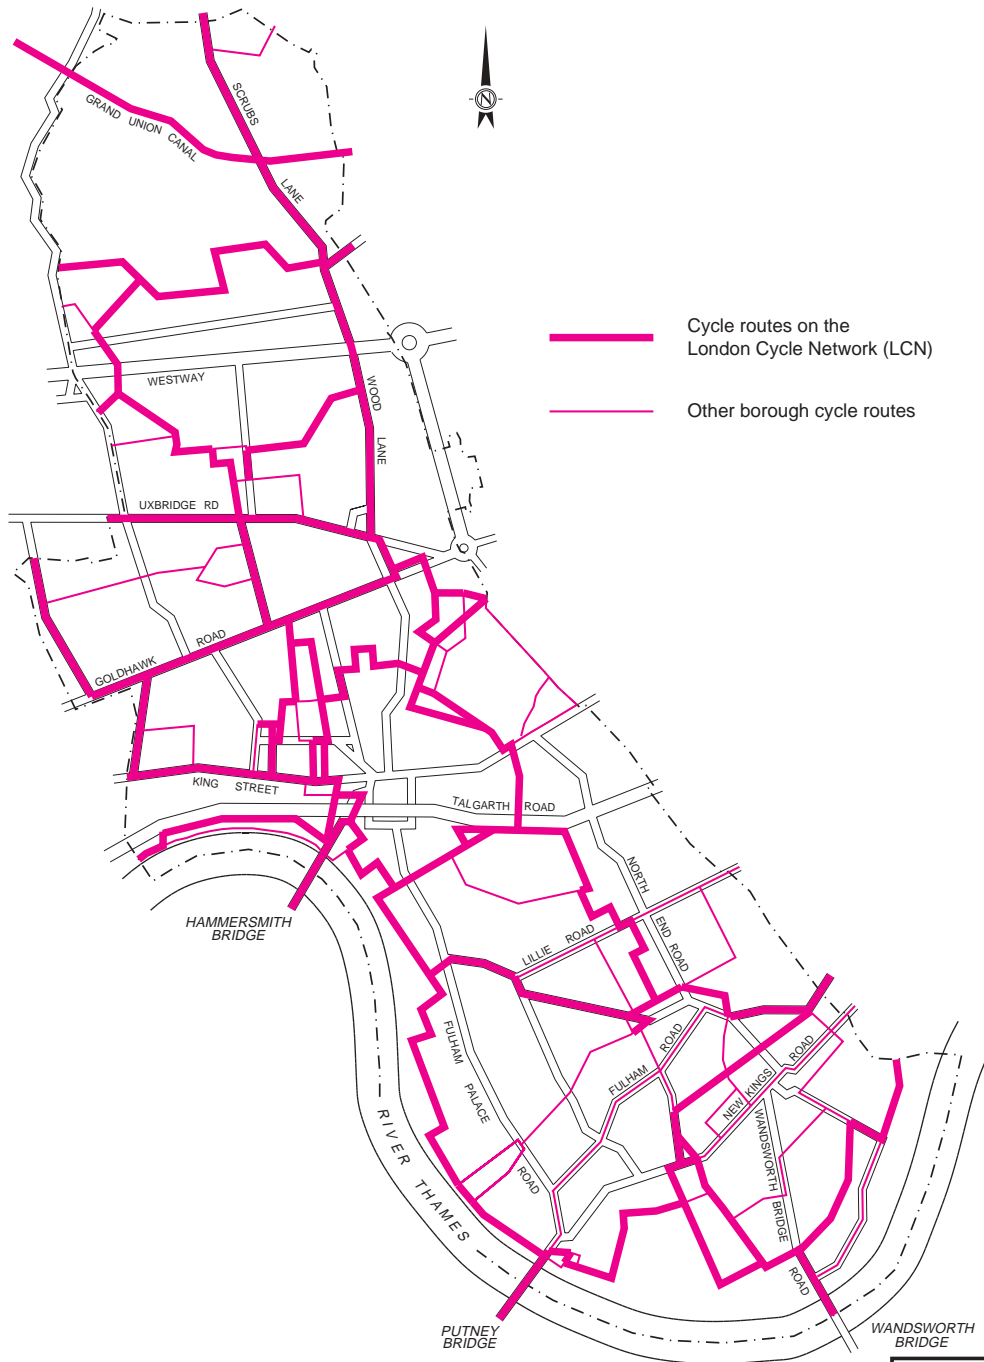 N
GRAND UNION CANAL
SCRUBS
LANE
Cycle routes on the
London Cycle Network (LCN)
Other borough cycle routes
WESTWAY
WOOD
LANE
UXBRIDGE RD
GOLDHAWK
ROAD
KING STREET
TALGARTH ROAD
HAMMERSMITH
BRIDGE
NORTH
END ROAD
LILLIE ROAD
FULHAM
PALACE
ROAD
FULHAM
ROAD
NEW KINGS
ROAD
WANDSWORTH BRIDGE
ROAD
RIVER THAMES
PUTNEY
BRIDGE
WANDSWORTH
BRIDGE